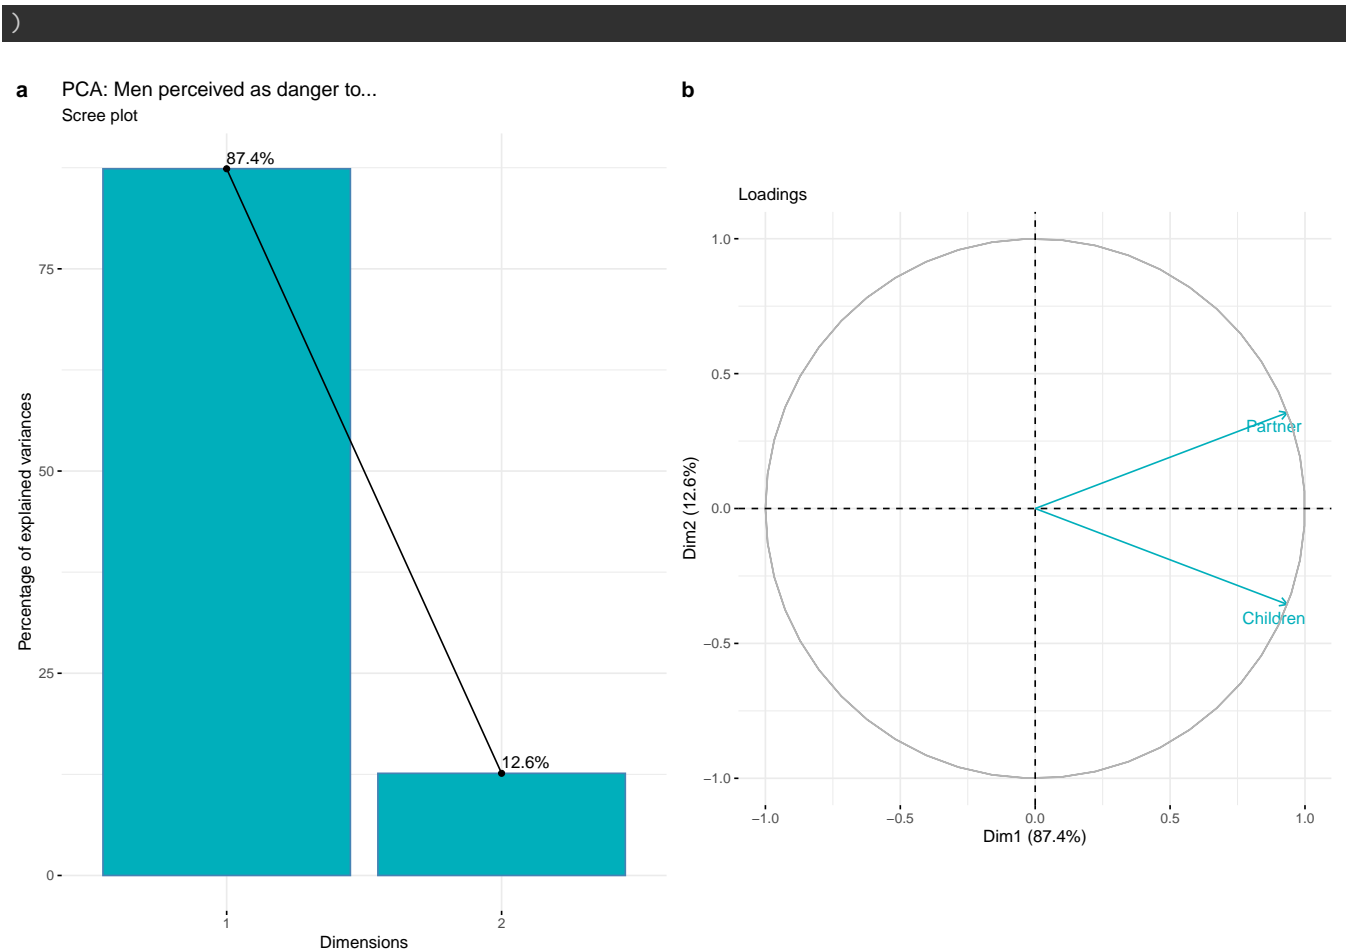 )
a
PCA: Men perceived as danger to...
Scree plot
87.4%
12.6%
75
50
25
0
Percentage of explained variances
1
2
Dimensions
b
Loadings
1.0
0.5
0.0
−0.5
−1.0
Dim2 (12.6%)
Partner
Children
−1.0
−0.5
0.0
0.5
1.0
Dim1 (87.4%)